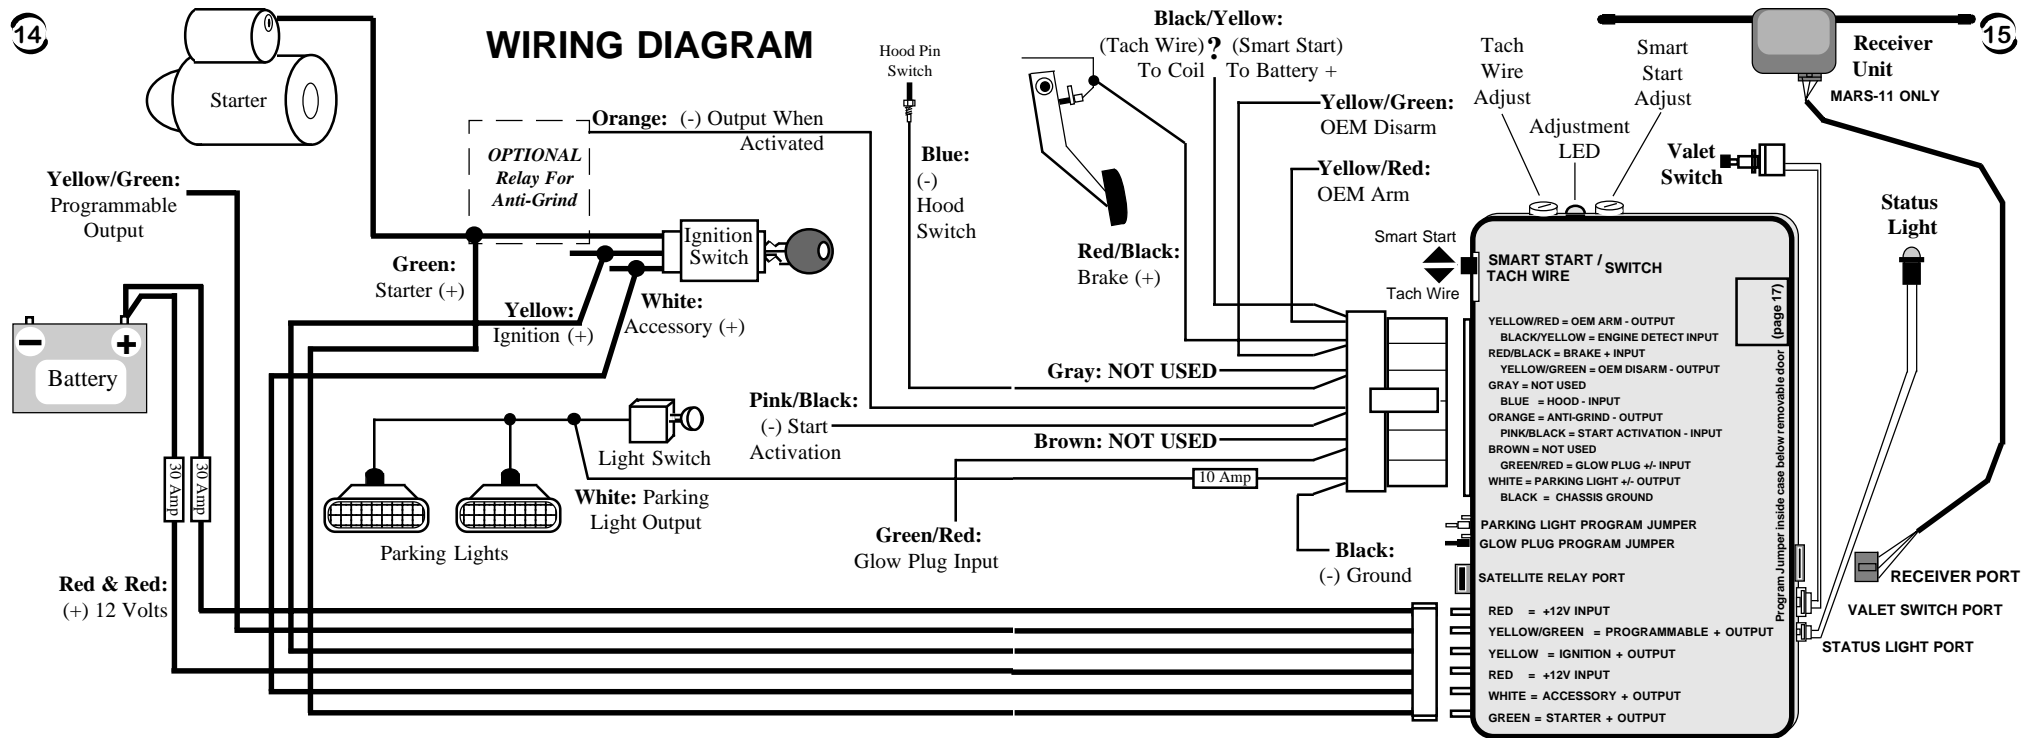 14
WIRING DIAGRAM
Starter
Yellow/Green:
Programmable
Output
Battery
30 Amp
30 Amp
Red & Red:
(+) 12 Volts
OPTIONAL
Relay For
Anti-Grind
Orange: (-) Output When
Activated
Ignition
Switch
Green:
Starter (+)
Yellow:
Ignition (+)
White:
Accessory (+)
Light Switch
White: Parking
Light Output
Parking Lights
Hood Pin
Switch
Blue:
(-)
Hood
Switch
Pink/Black:
(-) Start
Activation
Green/Red:
Glow Plug Input
Black/Yellow:
(Tach Wire) ? (Smart Start)
To Coil To Battery +
Yellow/Green:
OEM Disarm
Yellow/Red:
OEM Arm
Red/Black:
Brake (+)
Gray: NOT USED
Brown: NOT USED
10 Amp
Black:
(-) Ground
Tach
Wire
Adjust
Adjustment
LED
Smart
Start
Adjust
Smart Start
Tach Wire
SMART START /
TACH WIRE SWITCH
YELLOW/RED = OEM ARM - OUTPUT
BLACK/YELLOW = ENGINE DETECT INPUT
RED/BLACK = BRAKE + INPUT
YELLOW/GREEN = OEM DISARM - OUTPUT
GRAY = NOT USED
BLUE = HOOD - INPUT
ORANGE = ANTI-GRIND - OUTPUT
PINK/BLACK = START ACTIVATION - INPUT
BROWN = NOT USED
GREEN/RED = GLOW PLUG +/- INPUT
WHITE = PARKING LIGHT +/- OUTPUT
BLACK = CHASSIS GROUND
PARKING LIGHT PROGRAM JUMPER
GLOW PLUG PROGRAM JUMPER
SATELLITE RELAY PORT
RED = +12V INPUT
YELLOW/GREEN = PROGRAMMABLE + OUTPUT
YELLOW = IGNITION + OUTPUT
RED = +12V INPUT
WHITE = ACCESSORY + OUTPUT
GREEN = STARTER + OUTPUT
Program Jumper inside case below removable door (page 17)
15
Receiver
Unit
MARS-11 ONLY
Valet
Switch
Status
Light
RECEIVER PORT
VALET SWITCH PORT
STATUS LIGHT PORT